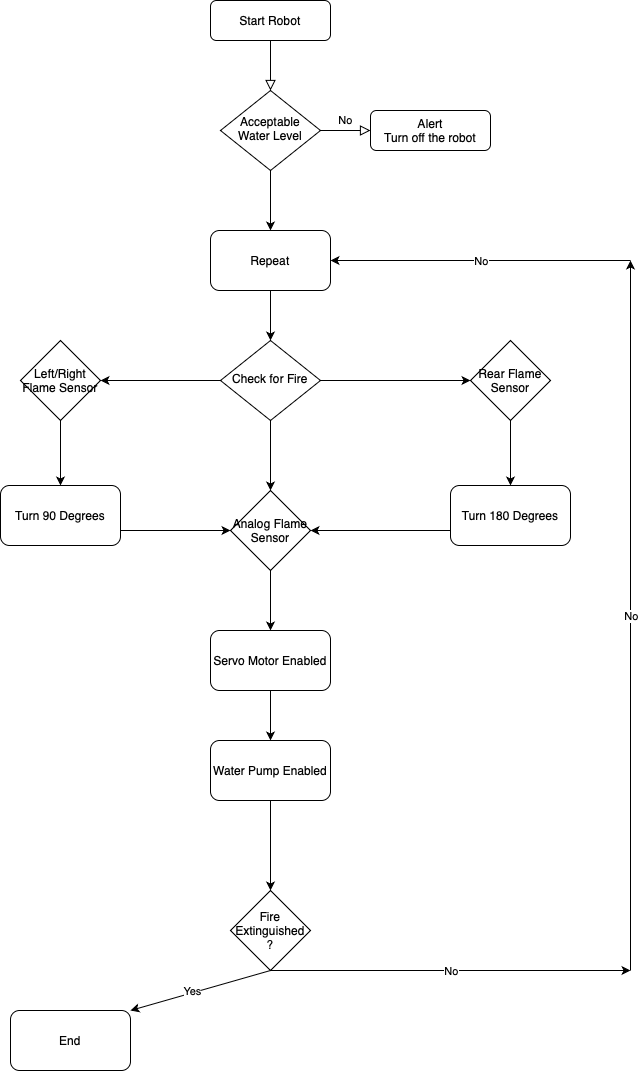 Start Robot
Acceptable
Water Level
No
Alert
Turn off the robot
Repeat
No
Left/Right
Flame Sensor
Check for Fire
Rear Flame
Sensor
Turn 90 Degrees
Analog Flame
Sensor
Turn 180 Degrees
No
Servo Motor Enabled
Water Pump Enabled
Fire
Extinguished
?
No
Yes
End